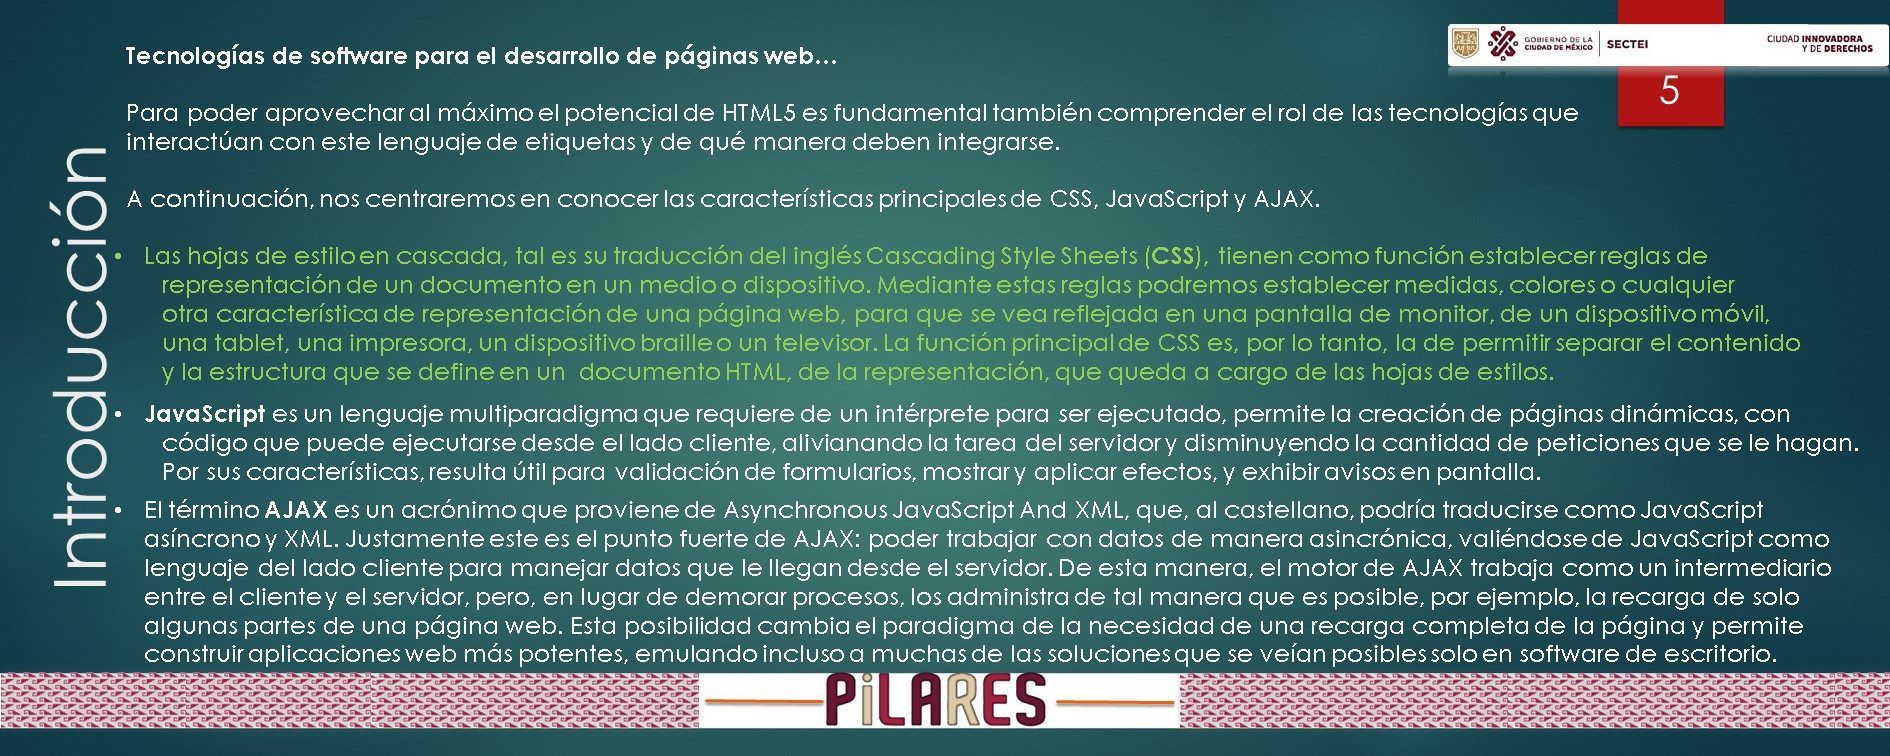 Tecnologías de software para el desarrollo de páginas web…
GOBIERNO DE LA
CIUDAD DE MÉXICO
SECTEI
CIUDAD INNOVADORA
Y DE DERECHOS
5
Introducción
Para poder aprovechar al máximo el potencial de HTML5 es fundamental también comprender el rol de las tecnologías que
interactúan con este lenguaje de etiquetas y de qué manera deben integrarse.
A continuación, nos centraremos en conocer las características principales de CSS, JavaScript y AJAX.
• Las hojas de estilo en cascada, tal es su traducción del inglés Cascading Style Sheets (CSS), tienen como función establecer reglas de
representación de un documento en un medio o dispositivo. Mediante estas reglas podremos establecer medidas, colores o cualquier
otra característica de representación de una página web, para que se vea reflejada en una pantalla de monitor, de un dispositivo móvil,
una tablet, una impresora, un dispositivo braille o un televisor. La función principal de CSS es, por lo tanto, la de permitir separar el contenido
y la estructura que se define en un documento HTML, de la representación, que queda a cargo de las hojas de estilos.
• JavaScript es un lenguaje multiparadigma que requiere de un intérprete para ser ejecutado, permite la creación de páginas dinámicas, con
código que puede ejecutarse desde el lado cliente, alivianando la tarea del servidor y disminuyendo la cantidad de peticiones que se le hagan.
Por sus características, resulta útil para validación de formularios, mostrar y aplicar efectos, y exhibir avisos en pantalla.
• El término AJAX es un acrónimo que proviene de Asynchronous JavaScript And XML, que, al castellano, podría traducirse como JavaScript
asíncrono y XML. Justamente este es el punto fuerte de AJAX: poder trabajar con datos de manera asincrónica, valiéndose de JavaScript como
lenguaje del lado cliente para manejar datos que le llegan desde el servidor. De esta manera, el motor de AJAX trabaja como un intermediario
entre el cliente y el servidor, pero, en lugar de demorar procesos, los administra de tal manera que es posible, por ejemplo, la recarga de solo
algunas partes de una página web. Esta posibilidad cambia el paradigma de la necesidad de una recarga completa de la página y permite
construir aplicaciones web más potentes, emulando incluso a muchas de las soluciones que se veían posibles solo en software de escritorio.
PiLARES